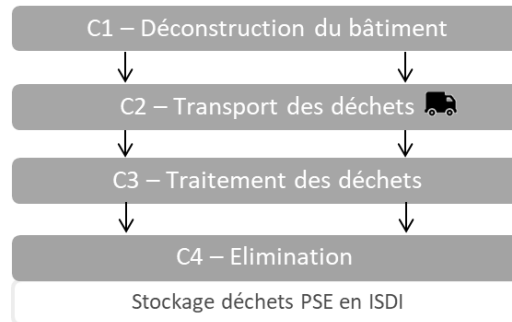 C1 – Déconstruction du bâtiment
C2 – Transport des déchets
C3 – Traitement des déchets
C4 – Elimination
Stockage déchets PSE en ISDI